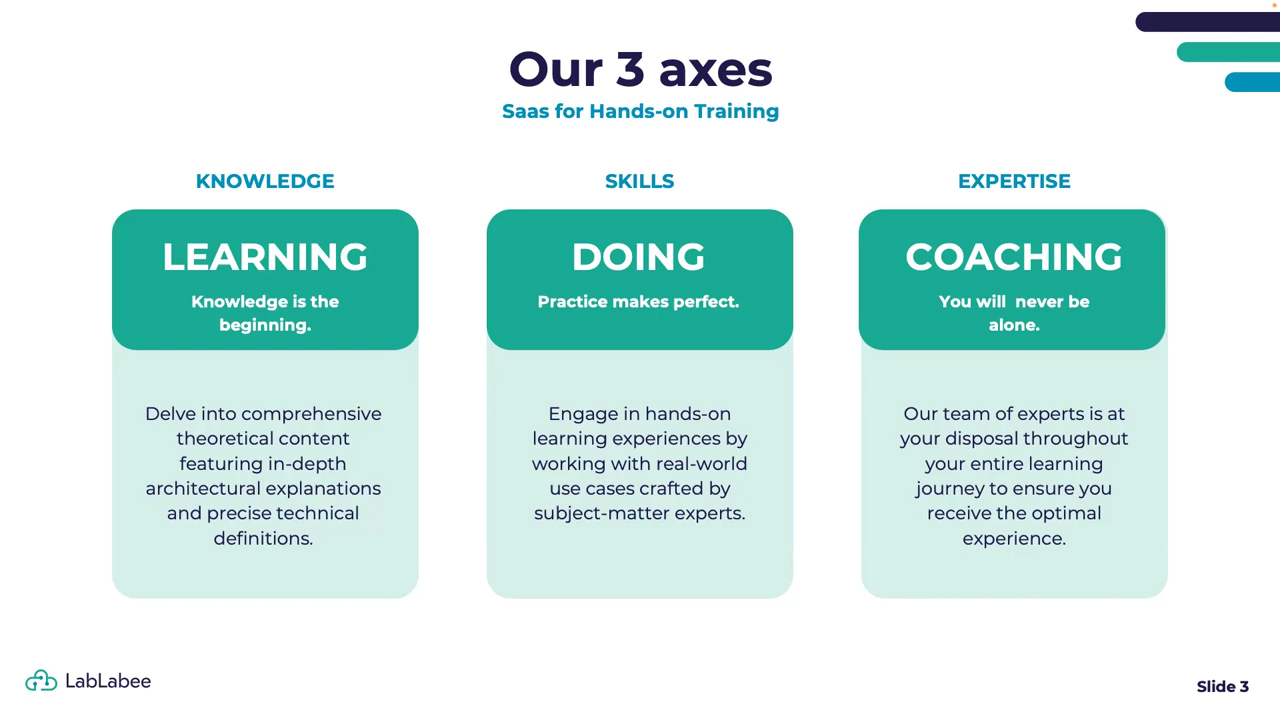 Our 3 axes
Saas for Hands-on Training
KNOWLEDGE
LEARNING
Knowledge is the
beginning.
Delve into comprehensive
theoretical content
featuring in-depth
architectural explanations
and precise technical
definitions.
SKILLS
DOING
Practice makes perfect.
Engage in hands-on
learning experiences by
working with real-world
use cases crafted by
subject-matter experts.
EXPERTISE
COACHING
You will  never be
alone.
Our team of experts is at
your disposal throughout
your entire learning
journey to ensure you
receive the optimal
experience.
LabLabee
Slide 3